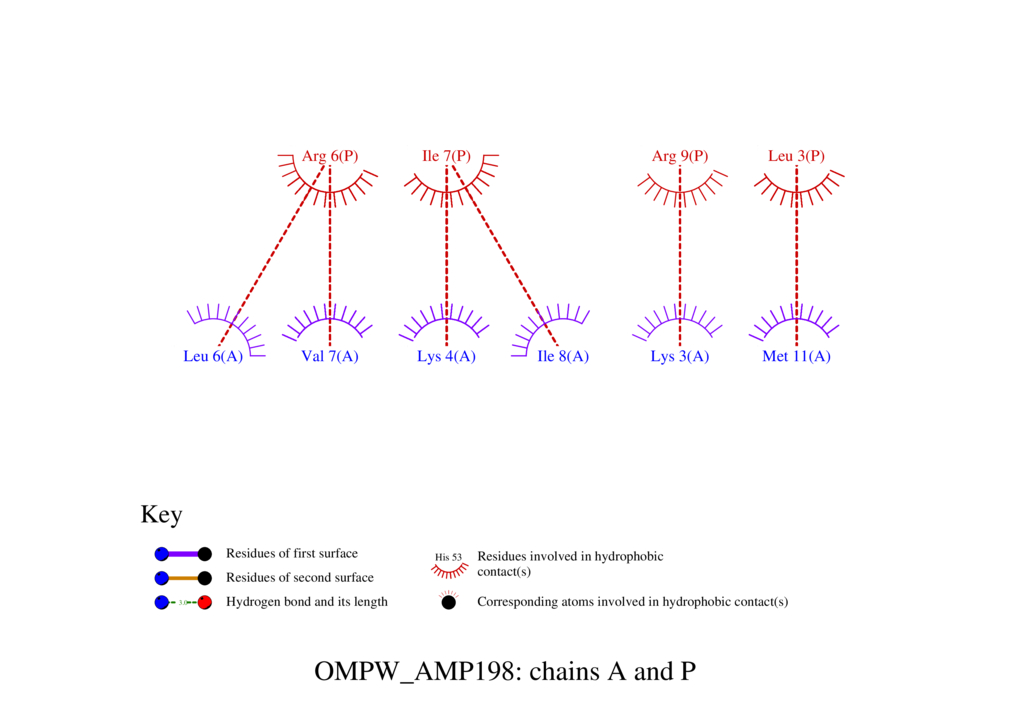 Arg 6(P) Ile 7(P) Arg 9(P) Leu 3(P)
Leu 6(A) Val 7(A) Lys 4(A) Ile 8(A) Lys 3(A) Met 11(A)
Key
Residues of first surface
Residues of second surface
3.0 Hydrogen bond and its length
His 53 Residues involved in hydrophobic
contact(s)
Corresponding atoms involved in hydrophobic contact(s)
OMPW_AMP198: chains A and P